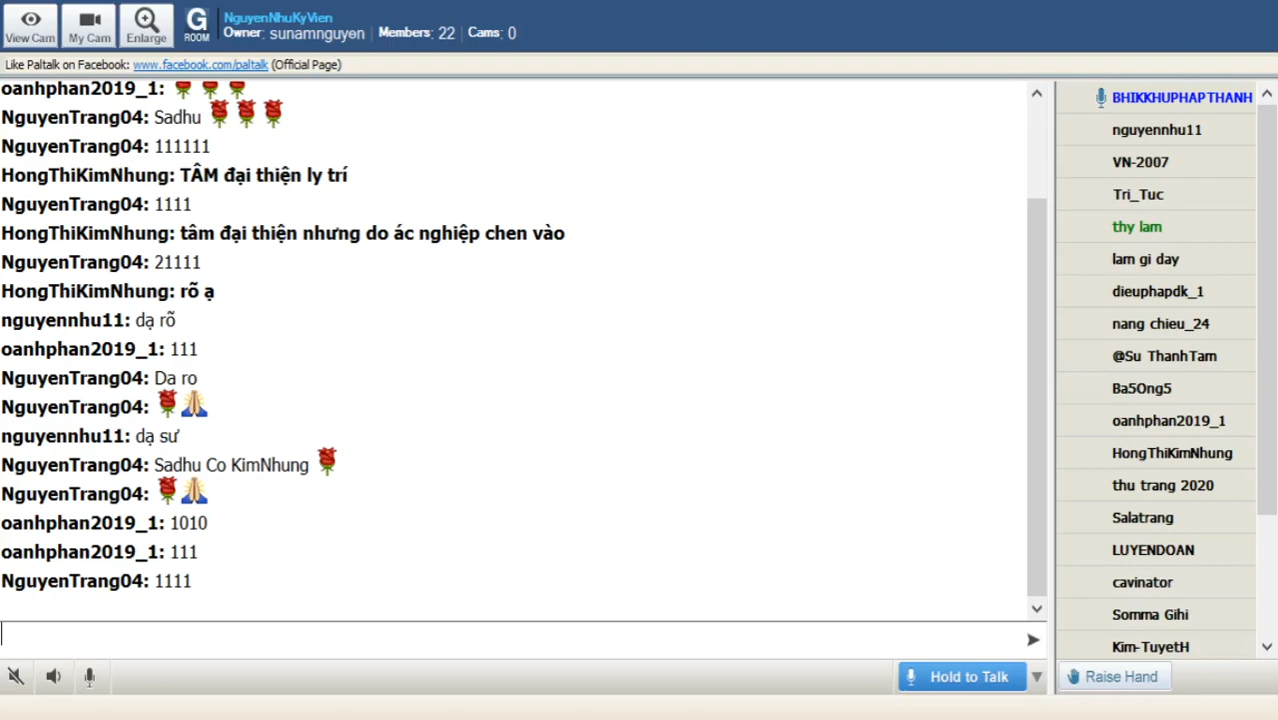 View Cam
My Cam
Enlarge
G
ROOM
NguyenNhuKyVien
Owner: sunamnguyen | Members: 22 | Cams: 0
Like Paltalk on Facebook: www.facebook.com/paltalk (Official Page)
oanhphan2019_1:
NguyenTrang04: Sadhu
NguyenTrang04: 111111
HongThiKimNhung: TÂM đại thiện ly trí
NguyenTrang04: 1111
HongThiKimNhung: tâm đại thiện nhưng do ác nghiệp chen vào
NguyenTrang04: 21111
HongThiKimNhung: rõ ạ
nguyennhu11: dạ rõ
oanhphan2019_1: 111
NguyenTrang04: Da ro
NguyenTrang04:
nguyennhu11: dạ sư
NguyenTrang04: Sadhu Co KimNhung
NguyenTrang04:
oanhphan2019_1: 1010
oanhphan2019_1: 111
NguyenTrang04: 1111
BHIKKHUPHAPTHANH
nguyennhu11
VN-2007
Tri_Tuc
thy lam
lam gi day
dieuphapdk_1
nang chieu_24
@Su ThanhTam
Ba5Ong5
oanhphan2019_1
HongThiKimNhung
thu trang 2020
Salatrang
LUYENDOAN
cavinator
Somma Gihi
Kim-TuyetH
Hold to Talk
Raise Hand